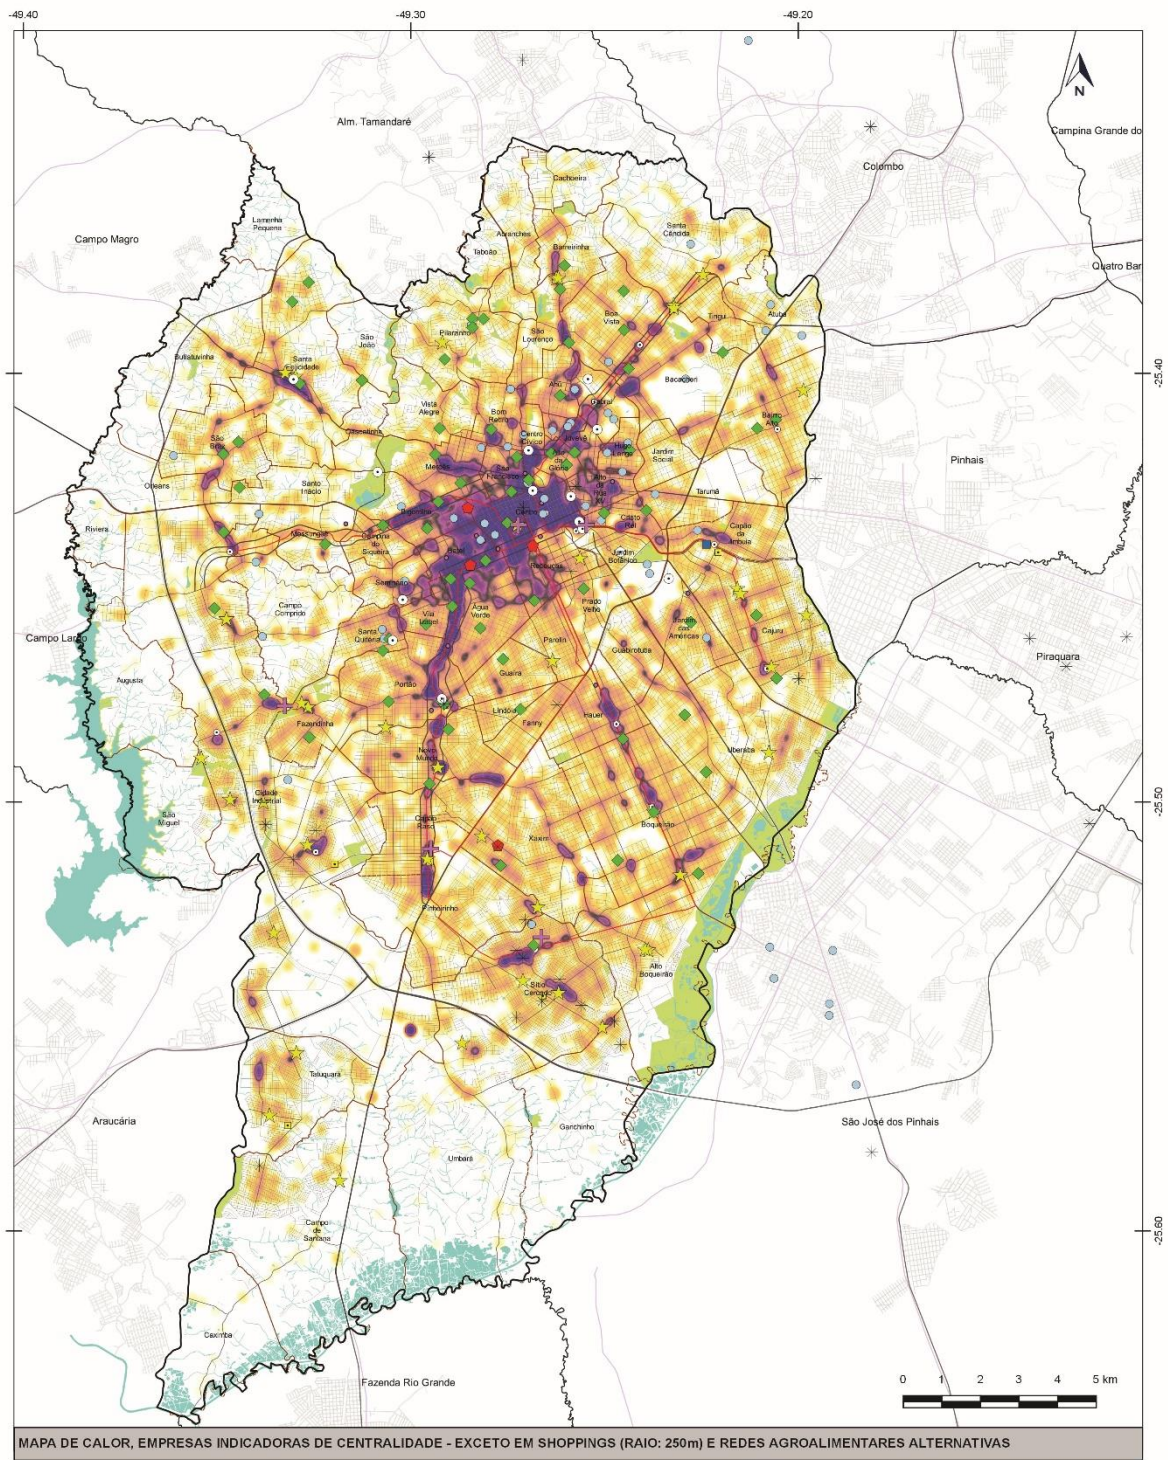 -49.40
-49.30
-49.20
N
Alm. Tamandaré
Campina Grande do
Colombo
Cachoeira
Lamenha
Pequena
Santa
Cândida
Abranches
Campo Magro
Barreirinha
Taboão
Quatro Bar
Boa
Vista
Tingui
Atuba
São
Lourenço
Pilarzinho
São
João
Butiatuvinha
Santa
Felicidade
-25.40
Bacacheri
Ahú
Cabral
Vista
Alegre
Bom
Retiro
Bairro
Alto
Cascatinha
Centro
Cívico
Juvevê
Hugo
Lange
Jardim
Social
São
Braz
Pinhais
Mercês
São
Francisco
Alto
da
Glória
Orleans
Santo
Inácio
Alto
da
Rua
XV
Tarumã
Riviera
Bigorrilho
Centro
Cristo
Rei
Capão
da
Imbuia
Mossunguê
Campina
do
Siqueira
Batel
Jardim
Botânico
Rebouças
Seminário
Campo
Comprido
Prado
Velho
Vila
Izabel
Água
Verde
Jardim
das
Américas
Cajuru
Campo Largo
Santa
Quitéria
Parolin
Guabirotuba
Piraquara
Augusta
Guaíra
Portão
Lindóia
Fanny
Hauer
Fazendinha
Uberaba
Novo
Mundo
Cidade
Industrial
-25.50
São
Miguel
Capão
Raso
Boqueirão
Xaxim
Pinheirinho
Alto
Boqueirão
Sítio
Cercado
Tatuquara
Araucária
São José dos Pinhais
Ganchinho
Umbará
Campo
de
Santana
-25.60
Caximba
Fazenda Rio Grande
0 1 2 3 4 5 km
MAPA DE CALOR, EMPRESAS INDICADORAS DE CENTRALIDADE - EXCETO EM SHOPPINGS (RAIO: 250m) E REDES AGROALIMENTARES ALTERNATIVAS